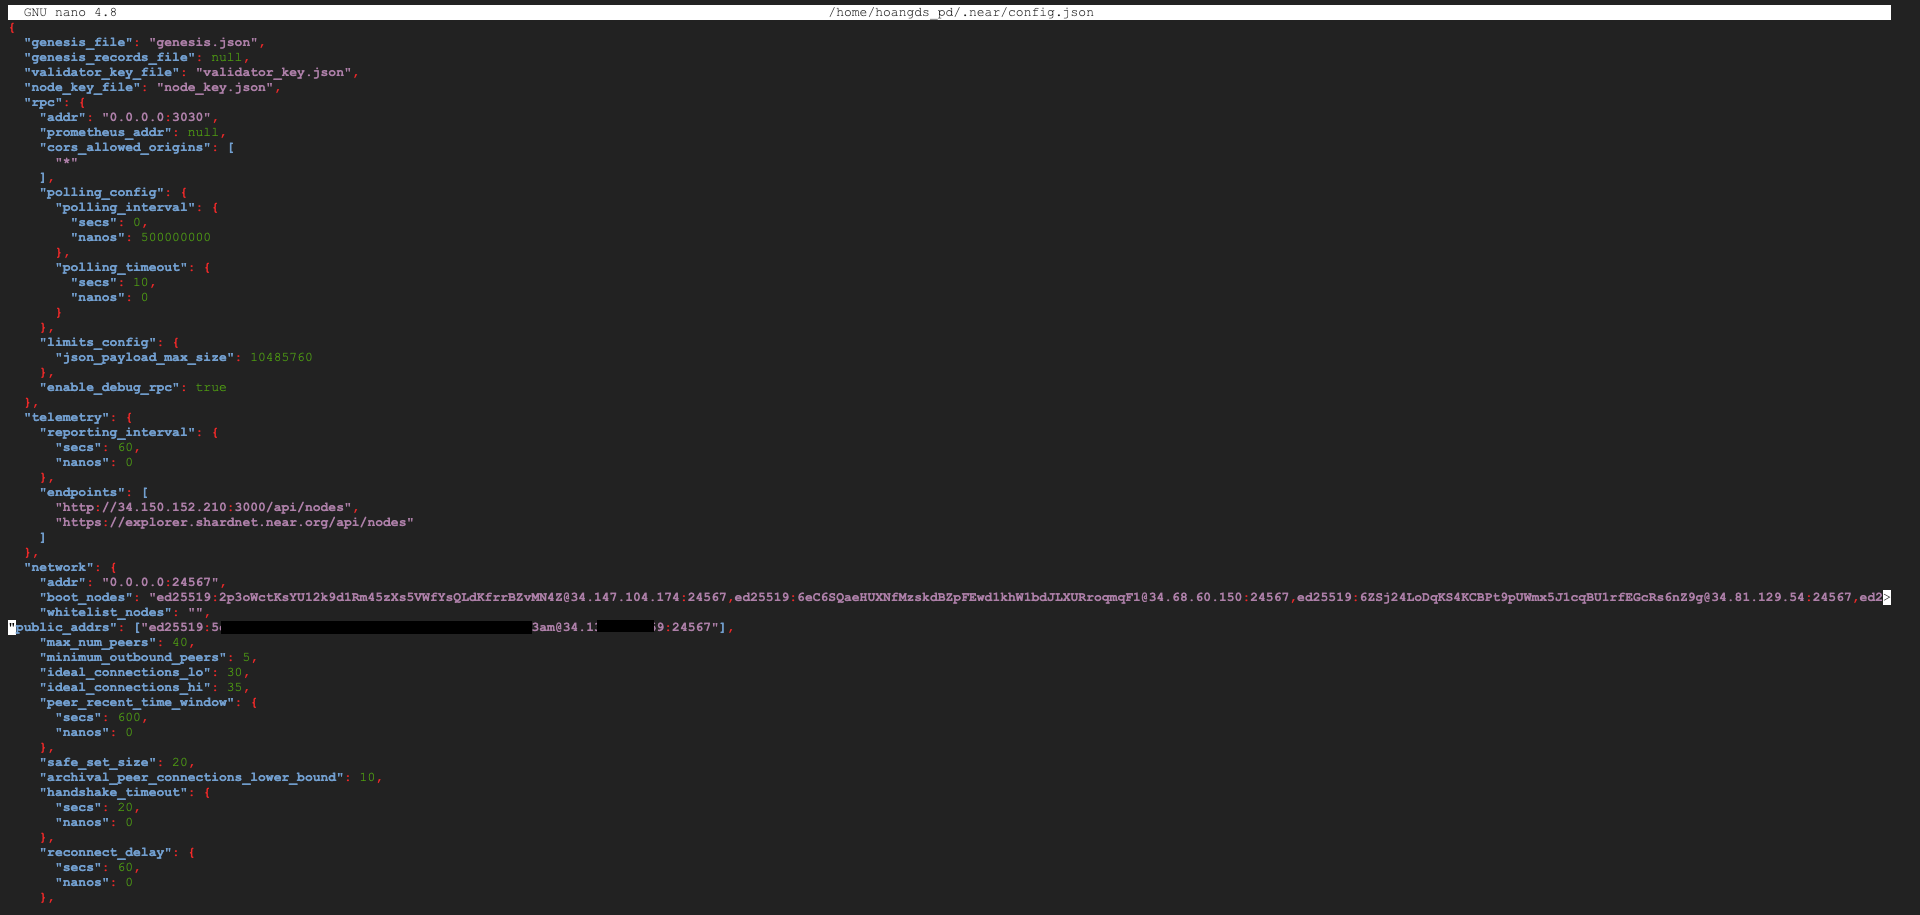 GNU nano 4.8 /home/hoangds_pd/.near/config.json
{
"genesis_file": "genesis.json",
"genesis_records_file": null,
"validator_key_file": "validator_key.json",
"node_key_file": "node_key.json",
"rpc": {
"addr": "0.0.0.0:3030",
"prometheus_addr": null,
"cors_allowed_origins": [
"*"
],
"polling_config": {
"polling_interval": {
"secs": 0,
"nanos": 500000000
},
"polling_timeout": {
"secs": 10,
"nanos": 0
}
},
"limits_config": {
"json_payload_max_size": 10485760
},
"enable_debug_rpc": true
},
"telemetry": {
"reporting_interval": {
"secs": 60,
"nanos": 0
},
"endpoints": [
"http://34.150.152.210:3000/api/nodes",
"https://explorer.shardnet.near.org/api/nodes"
]
},
"network": {
"addr": "0.0.0.0:24567",
"boot_nodes": "ed25519:2p3oWctKsYU12k9d1Rm45zXs5VWfYsQLdKfrrBZvMN4Z@34.147.104.174:24567,ed25519:6eC6SQaeHUXNfMzskdBZpFEwd1khW1bdJLXURroqmqF1@34.68.60.150:24567,ed25519:6ZSj24LoDqKS4KCBPt9pUWmx5J1cqBU1rfEGcRs6nZ9g@34.81.129.54:24567,ed2>
"whitelist_nodes": "",
"public_addrs": ["ed25519:5 3am@34.1 9:24567"],
"max_num_peers": 40,
"minimum_outbound_peers": 5,
"ideal_connections_lo": 30,
"ideal_connections_hi": 35,
"peer_recent_time_window": {
"secs": 600,
"nanos": 0
},
"safe_set_size": 20,
"archival_peer_connections_lower_bound": 10,
"handshake_timeout": {
"secs": 20,
"nanos": 0
},
"reconnect_delay": {
"secs": 60,
"nanos": 0
},